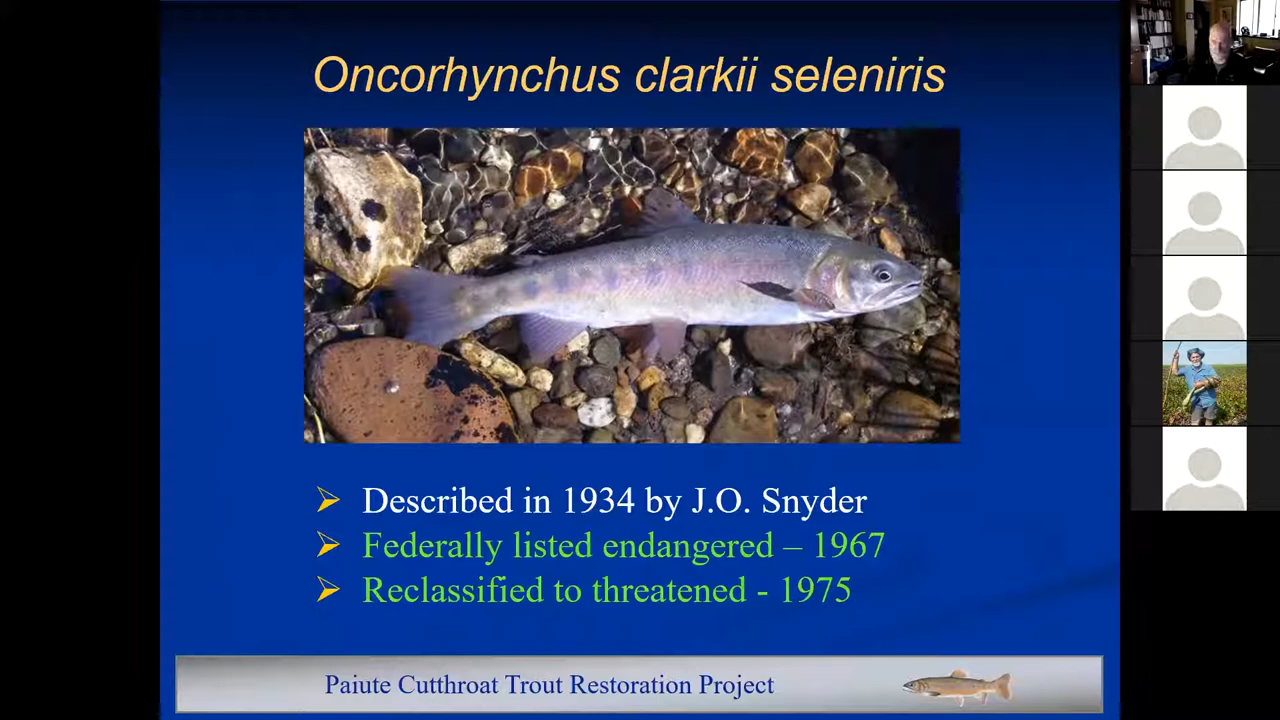 Oncorhynchus clarkii seleniris
Described in 1934 by J.O. Snyder
Federally listed endangered – 1967
Reclassified to threatened - 1975
Paiute Cutthroat Trout Restoration Project